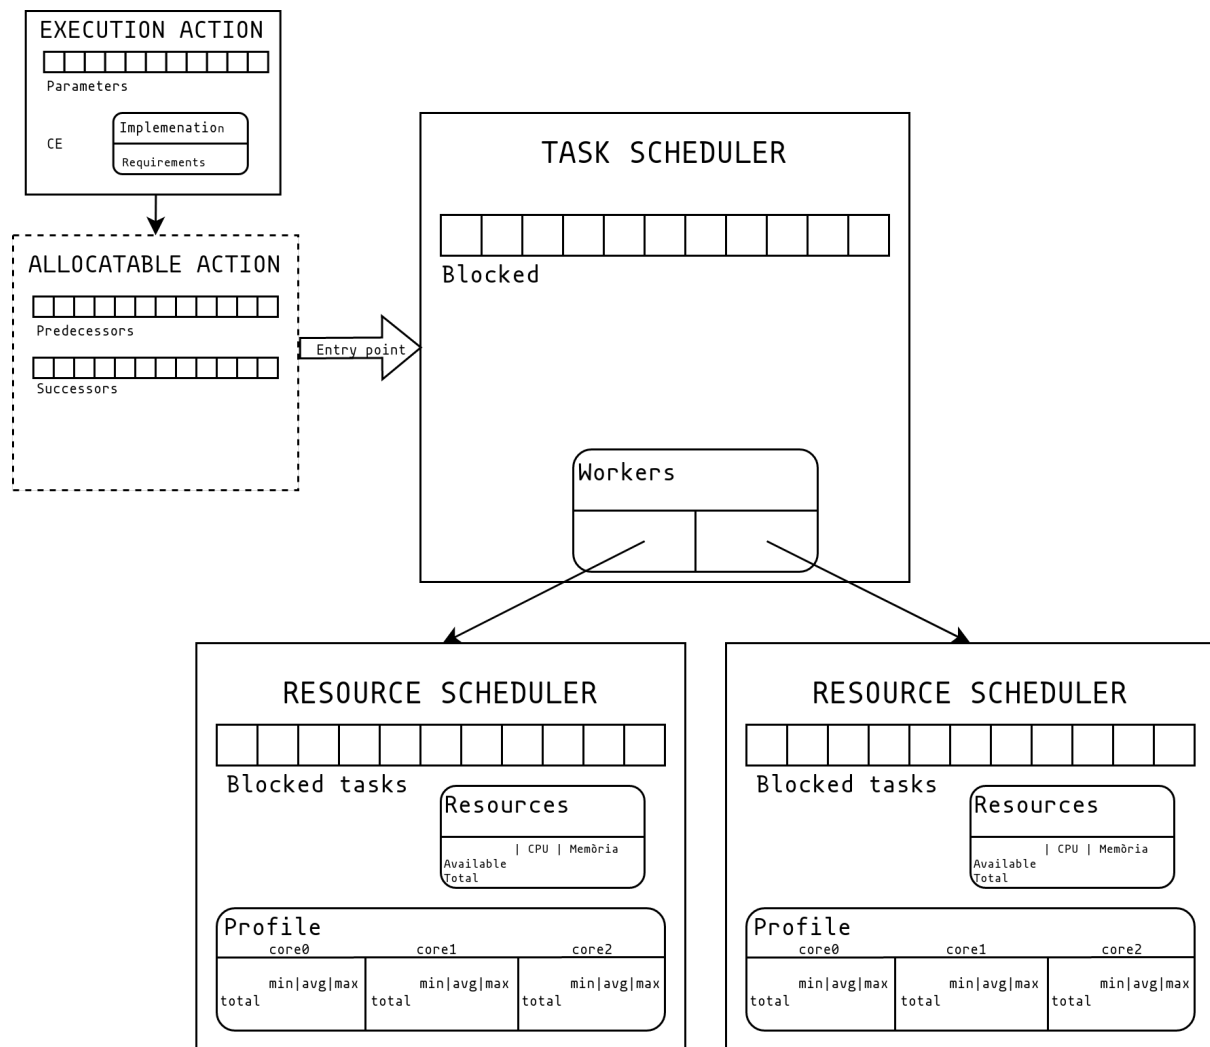 EXECUTION ACTION
Parameters
CE
Implemenation
Requirements
ALLOCATABLE ACTION
Predecessors
Successors
Entry point
TASK SCHEDULER
Blocked
Workers
RESOURCE SCHEDULER
Blocked tasks
Resources
| CPU | Memòria
Available
Total
Profile
core0 core1 core2
min|avg|max min|avg|max min|avg|max
total total total
RESOURCE SCHEDULER
Blocked tasks
Resources
| CPU | Memòria
Available
Total
Profile
core0 core1 core2
min|avg|max min|avg|max min|avg|max
total total total